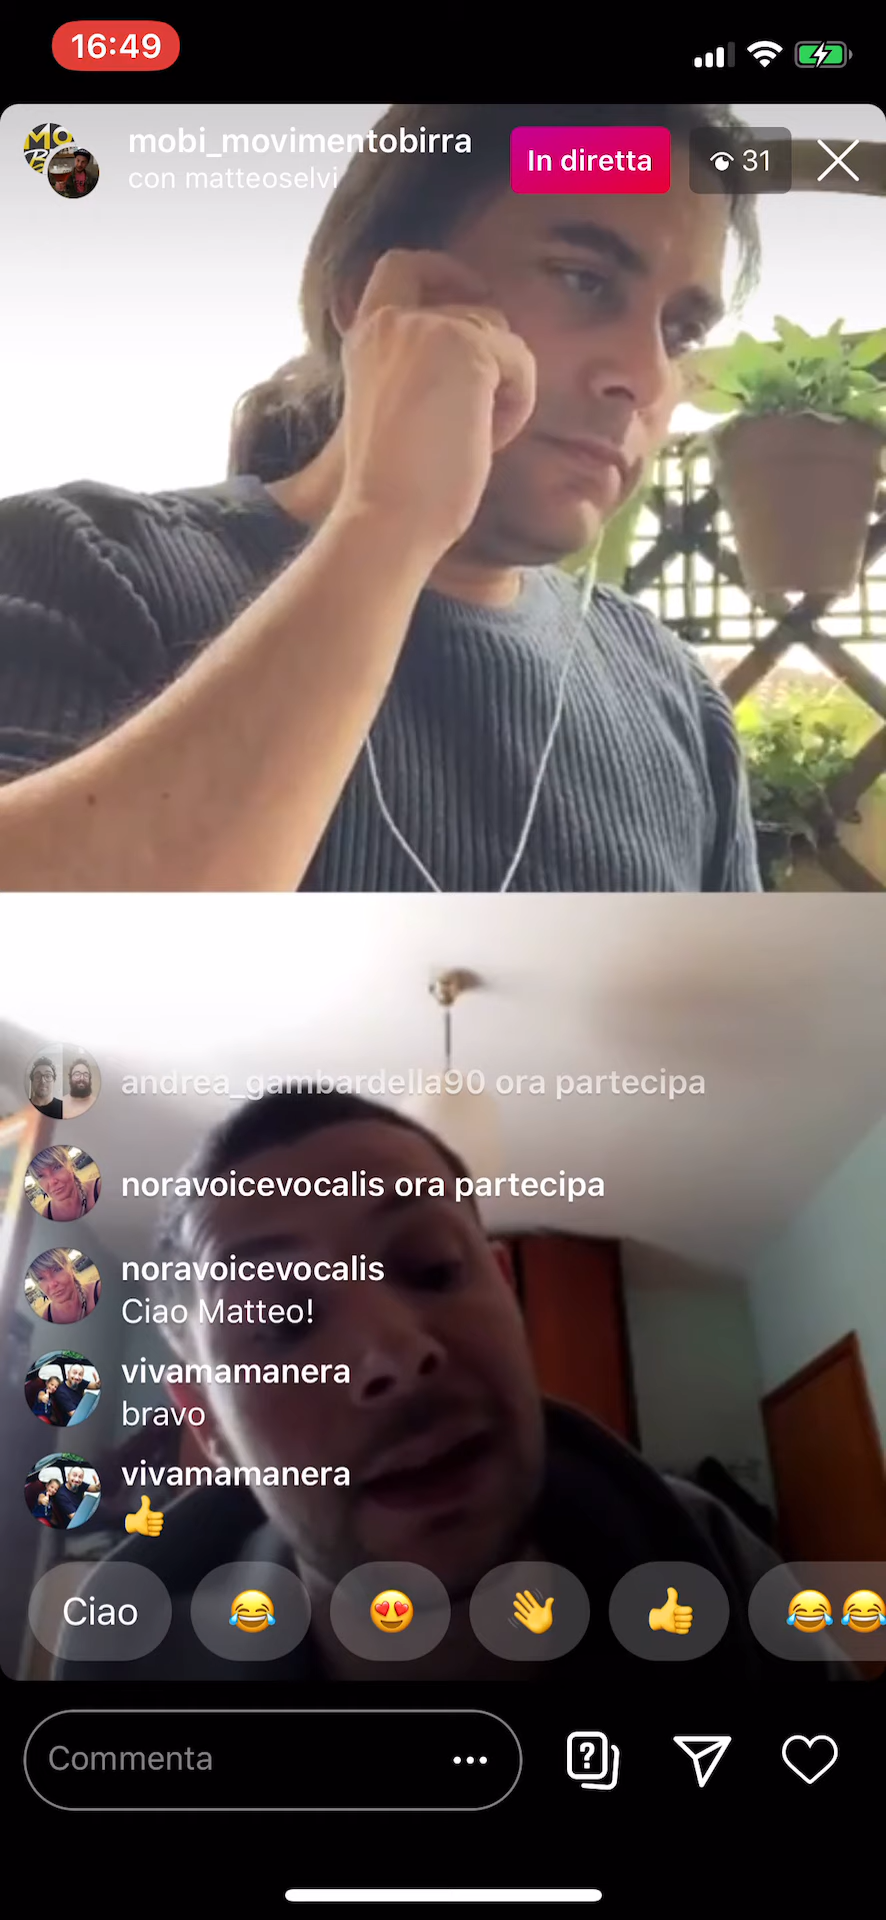 16:49
mobi_movimentobirra
con matteoselvi
In diretta
31
MO
B
andrea_gambardella90 ora partecipa
noravoicevocalis ora partecipa
noravoicevocalis
Ciao Matteo!
vivamamanera
bravo
vivamamanera
👍
Ciao 😂 😍 👋 👍 😂😂
Commenta